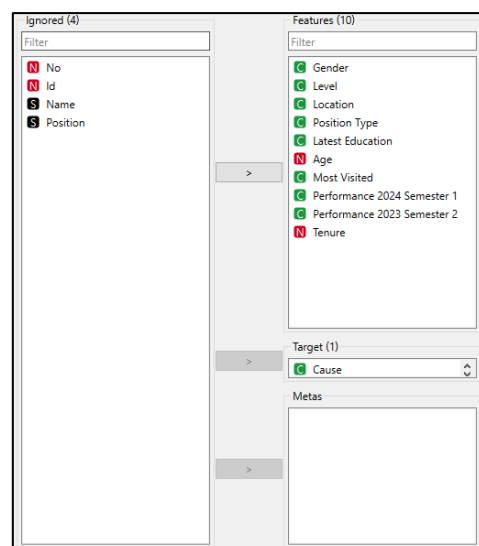 Ignored (4)
Filter
N No
N Id
S Name
S Position
>
>
>
Features (10)
Filter
C Gender
C Level
C Location
C Position Type
C Latest Education
N Age
C Most Visited
C Performance 2024 Semester 1
C Performance 2023 Semester 2
N Tenure
Target (1)
C Cause
Metas